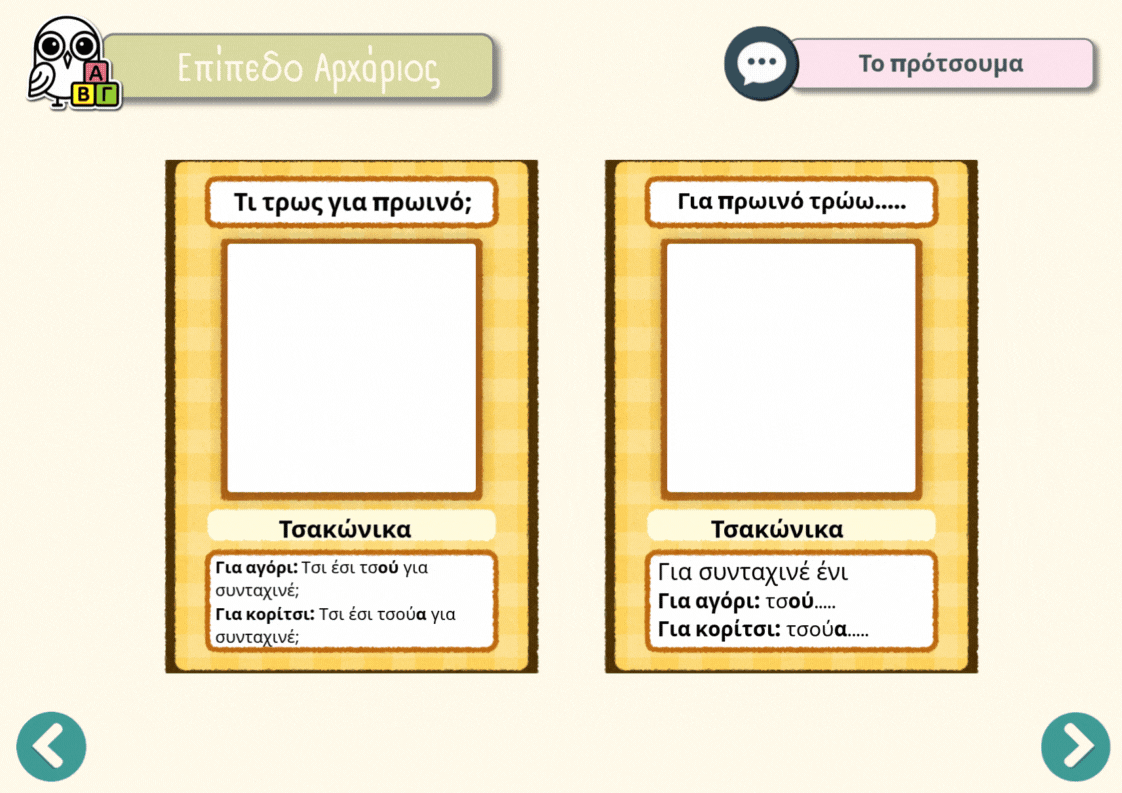 Επίπεδο Αρχάριος
Α
Β Γ
Το πρότσουμα
Τι τρως για πρωινό;
Τσακώνικα
Για αγόρι: Τσι έσι τσού για
συνταχινέ;
Για κορίτσι: Τσι έσι τσούα για
συνταχινέ;
Για πρωινό τρώω.....
Τσακώνικα
Για συνταχινέ ένι
Για αγόρι: τσού.....
Για κορίτσι: τσούα.....